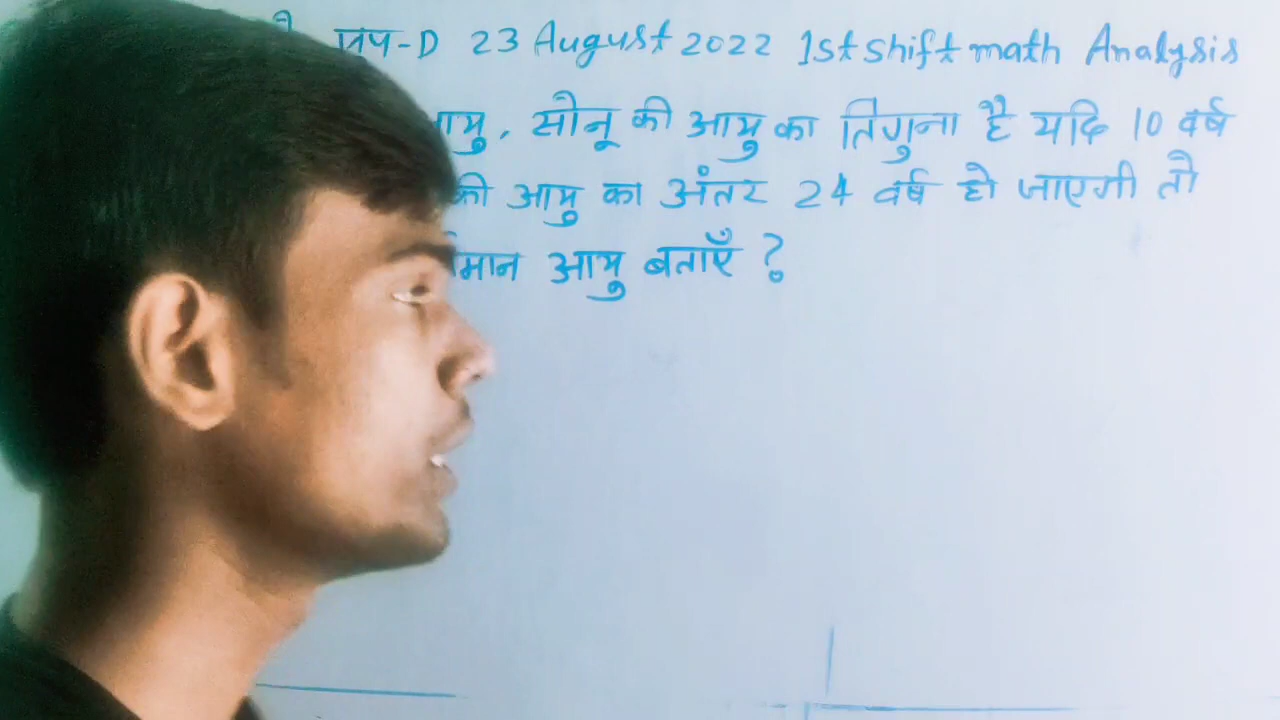 ग्रुप-D 23 August 2022 1st shift math Analysis
आयु, सोनू की आयु का तिगुना है यदि 10 वर्ष
की आयु का अंतर 24 वर्ष हो जाएगी तो
आयु बताएँ ?